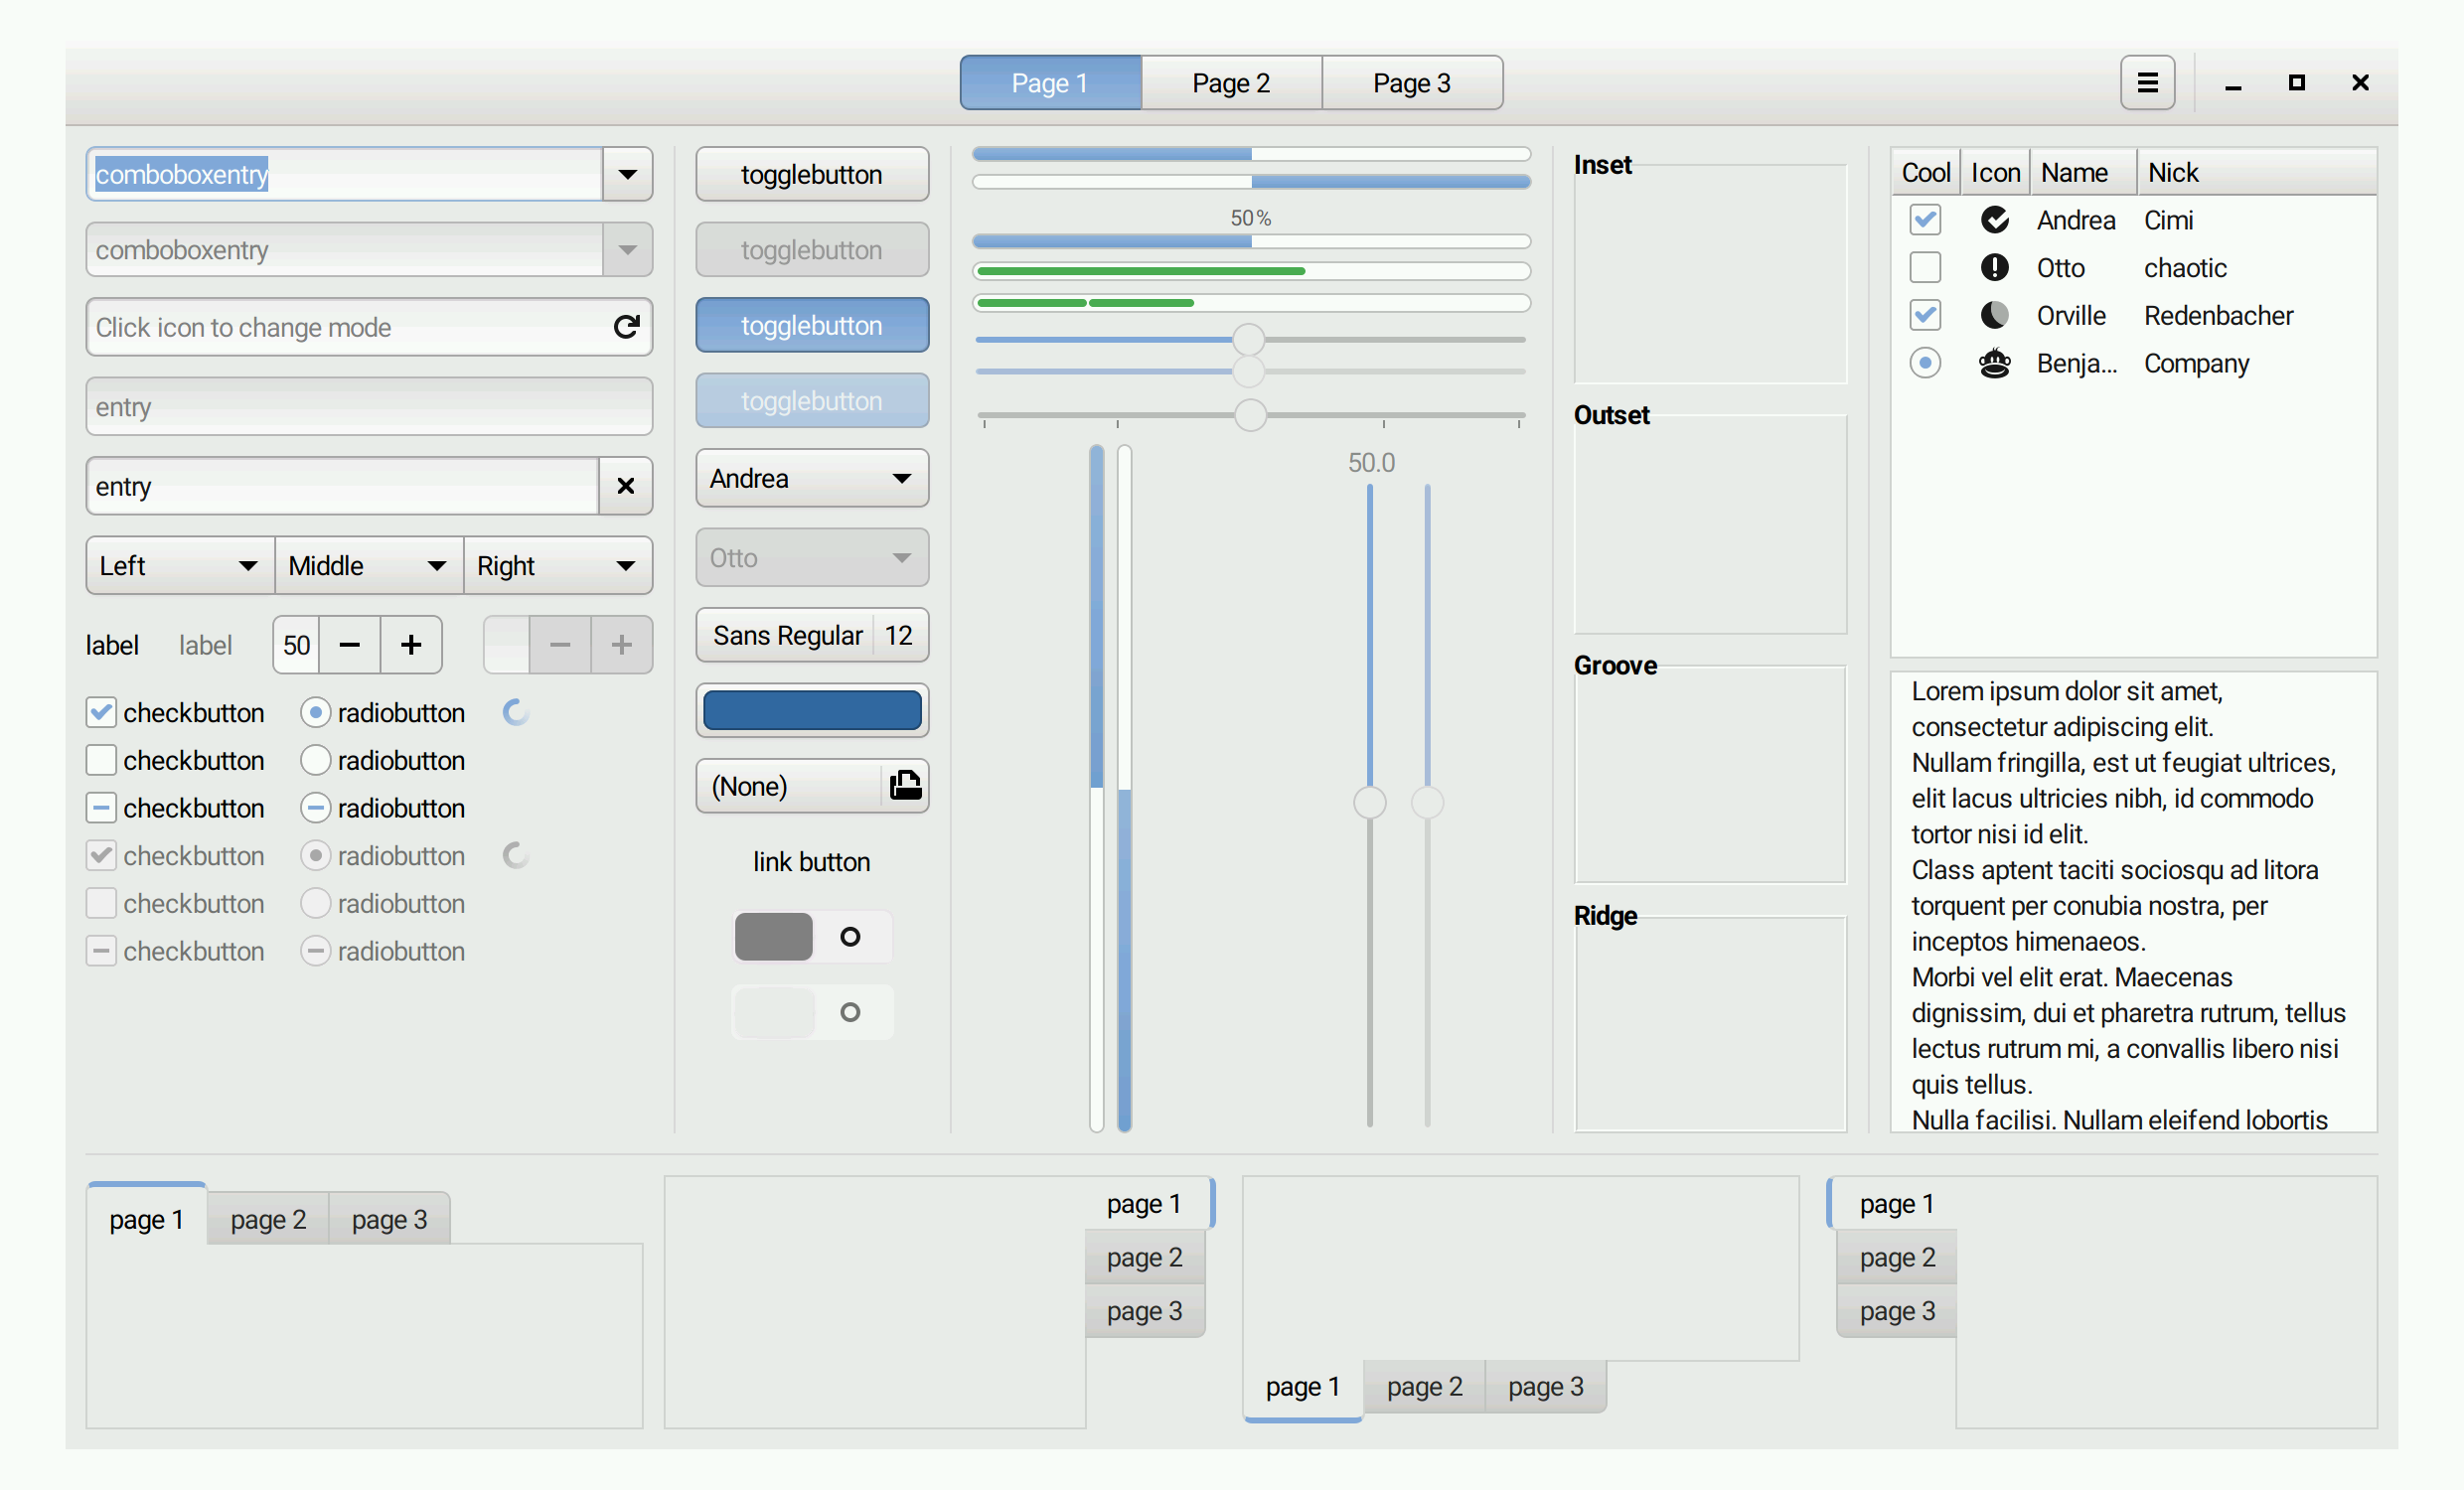 Page 1
Page 2
Page 3
comboboxentry
comboboxentry
Click icon to change mode
entry
entry
Left
Middle
Right
label
label
50
checkbutton
radiobutton
checkbutton
radiobutton
checkbutton
radiobutton
checkbutton
radiobutton
checkbutton
radiobutton
checkbutton
radiobutton
togglebutton
togglebutton
togglebutton
togglebutton
Andrea
Otto
Sans Regular 12
(None)
link button
50%
50.0
Inset
Outset
Groove
Ridge
Cool Icon Name Nick
Andrea Cimi
Otto chaotic
Orville Redenbacher
Benja... Company
Lorem ipsum dolor sit amet,
consectetur adipiscing elit.
Nullam fringilla, est ut feugiat ultrices,
elit lacus ultricies nibh, id commodo
tortor nisi id elit.
Class aptent taciti sociosqu ad litora
torquent per conubia nostra, per
inceptos himenaeos.
Morbi vel elit erat. Maecenas
dignissim, dui et pharetra rutrum, tellus
lectus rutrum mi, a convallis libero nisi
quis tellus.
Nulla facilisi. Nullam eleifend lobortis
page 1
page 2
page 3
page 1
page 2
page 3
page 1
page 2
page 3
page 1
page 2
page 3